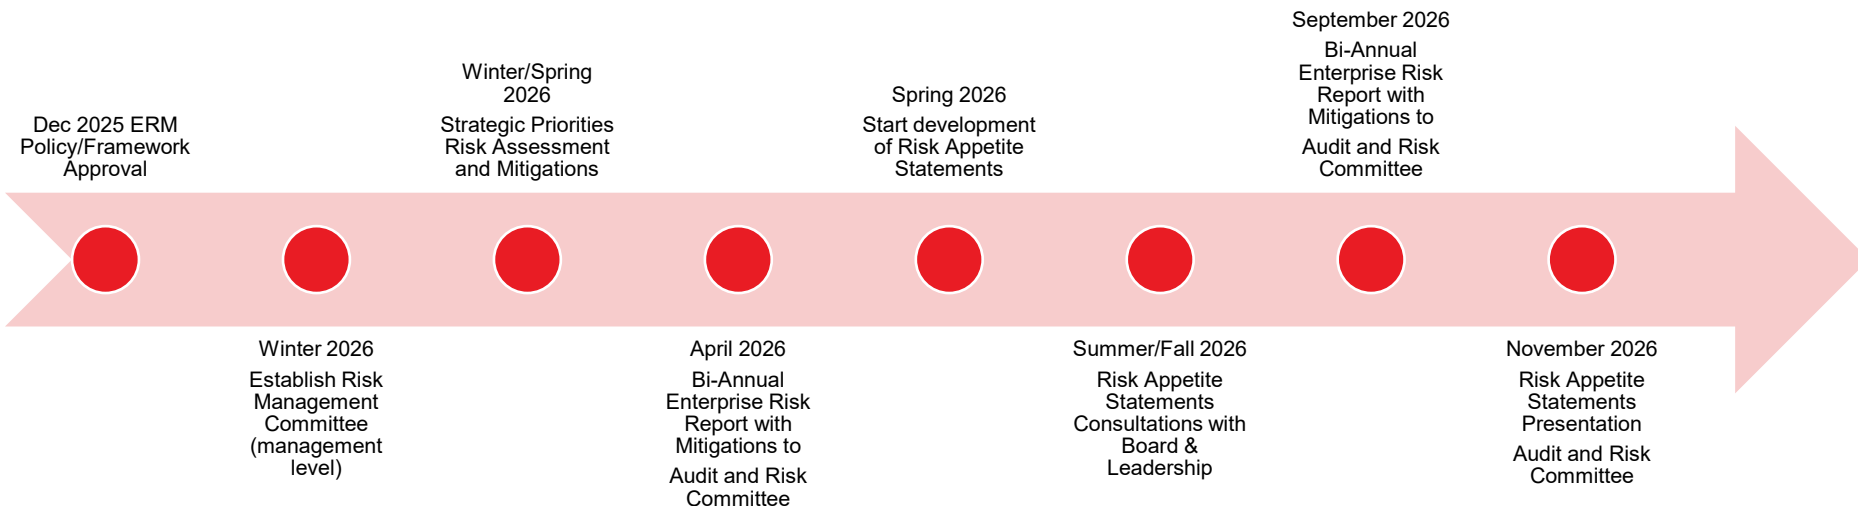 Dec 2025 ERM
Policy/Framework
Approval
Winter 2026
Establish Risk
Management
Committee
(management
level)
Winter/Spring
2026
Strategic Priorities
Risk Assessment
and Mitigations
April 2026
Bi-Annual
Enterprise Risk
Report with
Mitigations to
Audit and Risk
Committee
Spring 2026
Start development
of Risk Appetite
Statements
Summer/Fall 2026
Risk Appetite
Statements
Consultations with
Board &
Leadership
September 2026
Bi-Annual
Enterprise Risk
Report with
Mitigations to
Audit and Risk
Committee
November 2026
Risk Appetite
Statements
Presentation
Audit and Risk
Committee